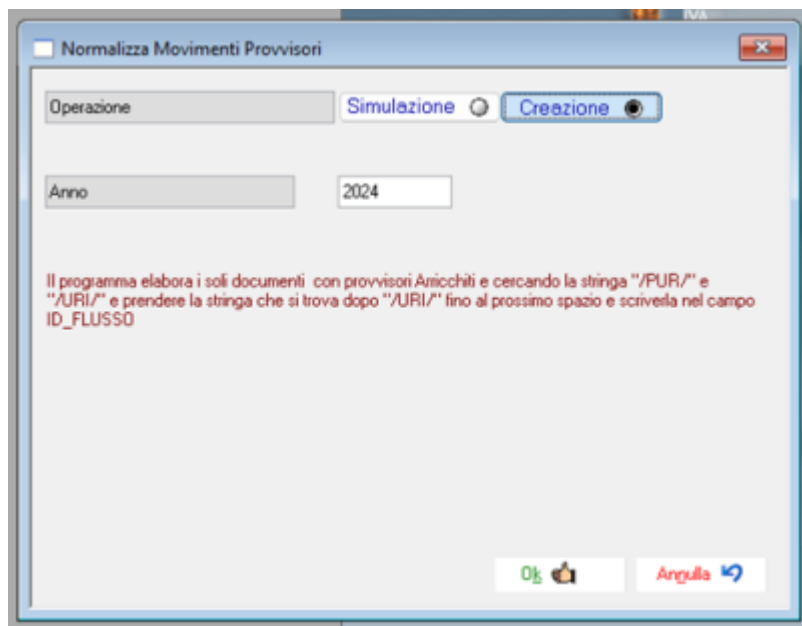 IVA
Normalizza Movimenti Provvisori
Operazione Simulazione Creazione
Anno 2024
Il programma elabora i soli documenti con provvisori Arricchiti e cercando la stringa "/PUR/" e
"/URI/" e prendere la stringa che si trova dopo "/URI/" fino al prossimo spazio e scriverla nel campo
ID_FLUSSO
Ok Annulla